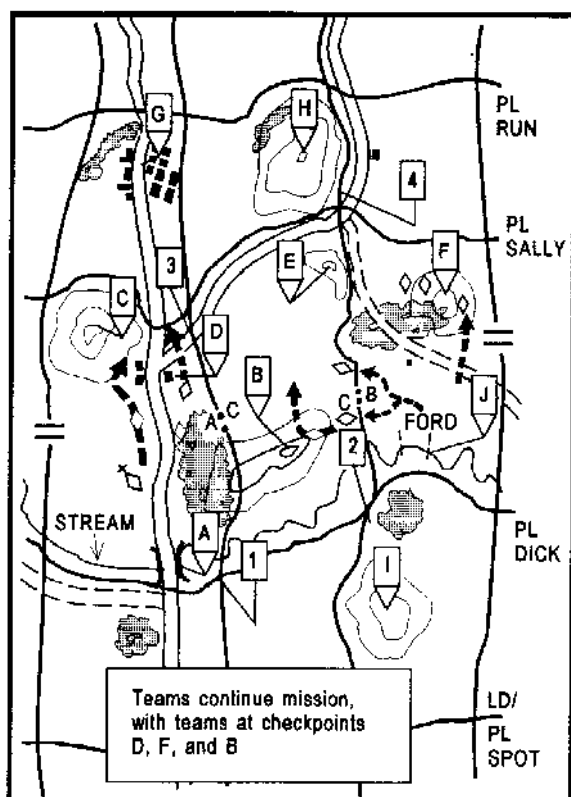 G
H
PL
RUN
4
PL
SALLY
3
E
F
C
D
B
J
A C
C B
FORD
2
STREAM
A
1
PL
DICK
I
Teams continue mission,
with teams at checkpoints
D, F, and B
LD/
PL
SPOT